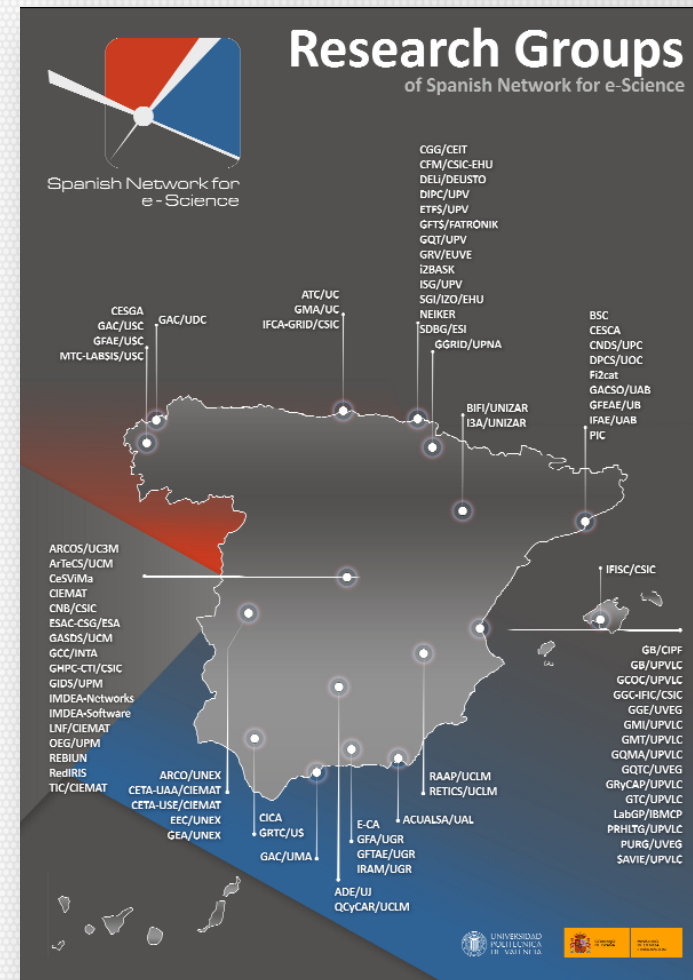 Research Groups
of Spanish Network for e-Science
Spanish Network for
e-Science
CGG/CEIT
CFM/CSIC-EHU
DELi/DEUSTO
DIPC/UPV
ETFS/UPV
GFTS/FATRONIK
GQT/UPV
GRV/EUVE
i2BASK
ISG/UPV
SGI/IZO/EHU
NEIKER
SDBG/ESI
GGRID/UPNA
ATC/UC
GMA/UC
IFCA-GRID/CSIC
CESGA
GAC/USC
GFAE/USC
MTC-LABSIS/USC
GAC/UDC
BIFI/UNIZAR
I3A/UNIZAR
BSC
CESCA
CNDS/UPC
DPCS/UOC
Fi2cat
GACSO/UAB
GFEAE/UB
IFAE/UAB
PIC
IFISC/CSIC
ARCOS/UC3M
ArTeCS/UCM
CeSViMa
CIEMAT
CNB/CSIC
ESAC-CSG/ESA
GASDS/UCM
GCC/INTA
GHPC-CTI/CSIC
GIDS/UPM
IMDEA-Networks
IMDEA-Software
LNF/CIEMAT
OEG/UPM
REBIUN
RedIRIS
TIC/CIEMAT
GB/CIPF
GB/UPVLC
GCOC/UPVLC
GGC-IFIC/CSIC
GGE/UVEG
GMI/UPVLC
GMT/UPVLC
GQMA/UPVLC
GQTC/UVEG
GRyCAP/UPVLC
GTC/UPVLC
LabGP/IBMCP
PRHLTG/UPVLC
PURG/UVEG
SAVIE/UPVLC
ARCO/UNEX
CETA-UAA/CIEMAT
CETA-USE/CIEMAT
EEC/UNEX
GEA/UNEX
CICA
GRTC/US
GAC/UMA
E-CA
GFA/UGR
GFTAE/UGR
IRAM/UGR
RAAP/UCLM
RETICS/UCLM
ACUALSA/UAL
ADE/UJ
QCyCAR/UCLM
UNIVERSIDAD
POLITECNICA
DE VALENCIA